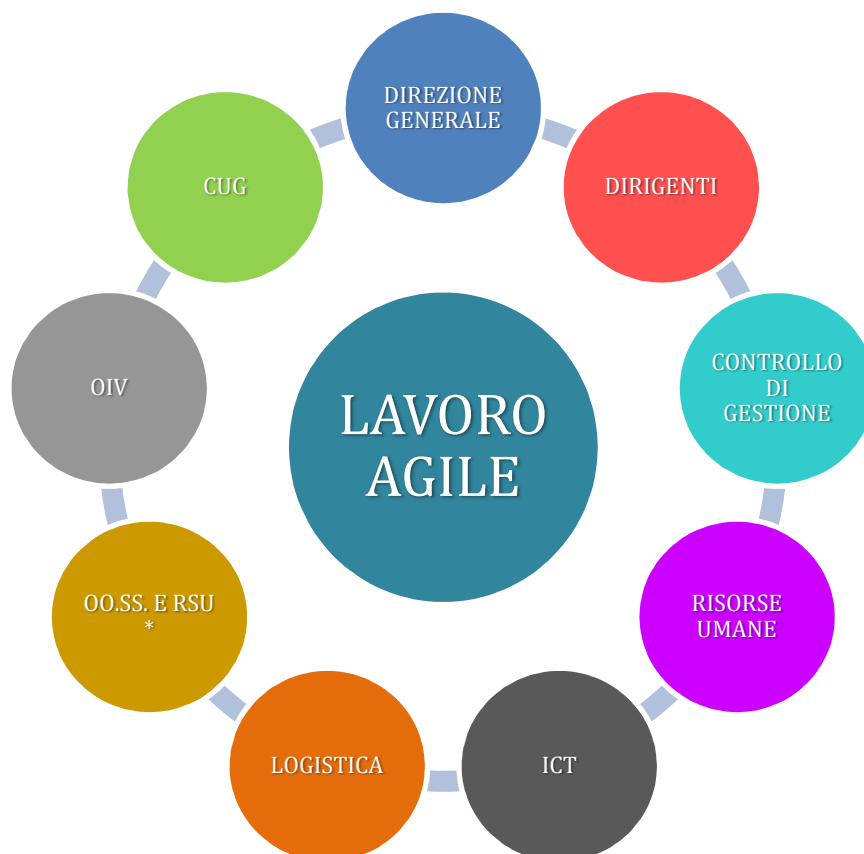 DIREZIONE
GENERALE
DIRIGENTI
CONTROLLO
DI
GESTIONE
RISORSE
UMANE
ICT
LOGISTICA
OO.SS. E RSU
*
OIV
CUG
LAVORO
AGILE